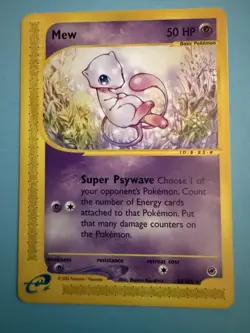 Mew 50 HP
Basic Pokémon
Super Psywave Choose 1 of
your opponent's Pokémon. Count
the number of Energy cards
attached to that Pokémon. Put
that many damage counters on
that Pokémon.
weakness resistance retreat cost
e